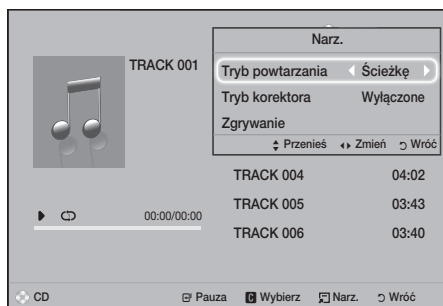 TRACK 001
00:00/00:00
Narz.
Tryb powtarzania Ścieżkę
Tryb korektora Wyłączone
Zgrywanie
Przenieś Zmień Wróć
TRACK 004 04:02
TRACK 005 03:43
TRACK 006 03:40
CD Pauza C Wybierz Narz. Wróć